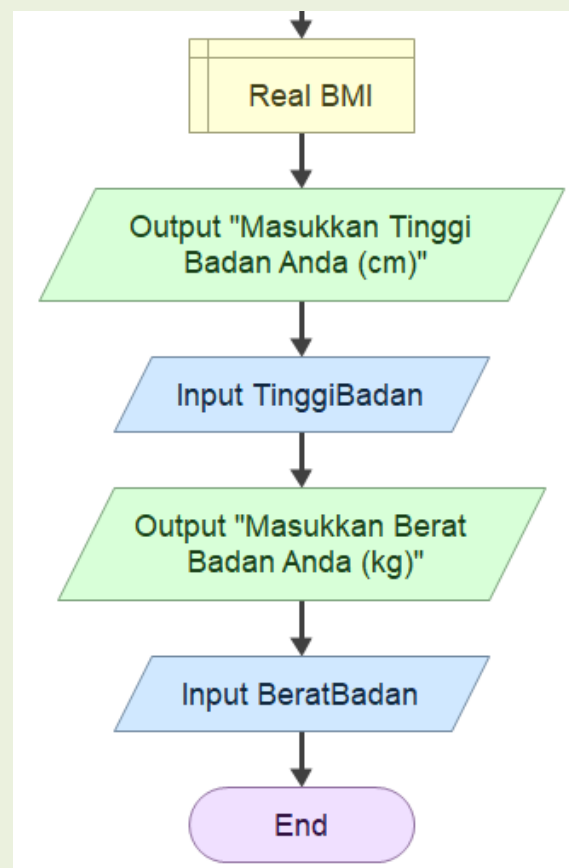 Real BMI
Output "Masukkan Tinggi
Badan Anda (cm)"
Input TinggiBadan
Output "Masukkan Berat
Badan Anda (kg)"
Input BeratBadan
End